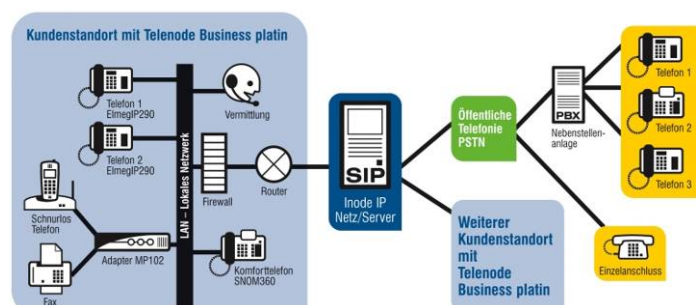 Kundenstandort mit Telenode Business platin
Telefon 1
ElmegIP290
Vermittlung
Telefon 2
ElmegIP290
LAN – Lokales Netzwerk
Firewall
Router
Schnurlos
Telefon
Adapter MP102
Fax
Komforttelefon
SNOM360
SIP
Inode IP
Netz/Server
Öffentliche
Telefonie
PSTN
Weiterer
Kundenstandort
mit
Telenode
Business platin
PBX
Nebenstellen-
anlage
Telefon 1
Telefon 2
Telefon 3
Einzelanschluss